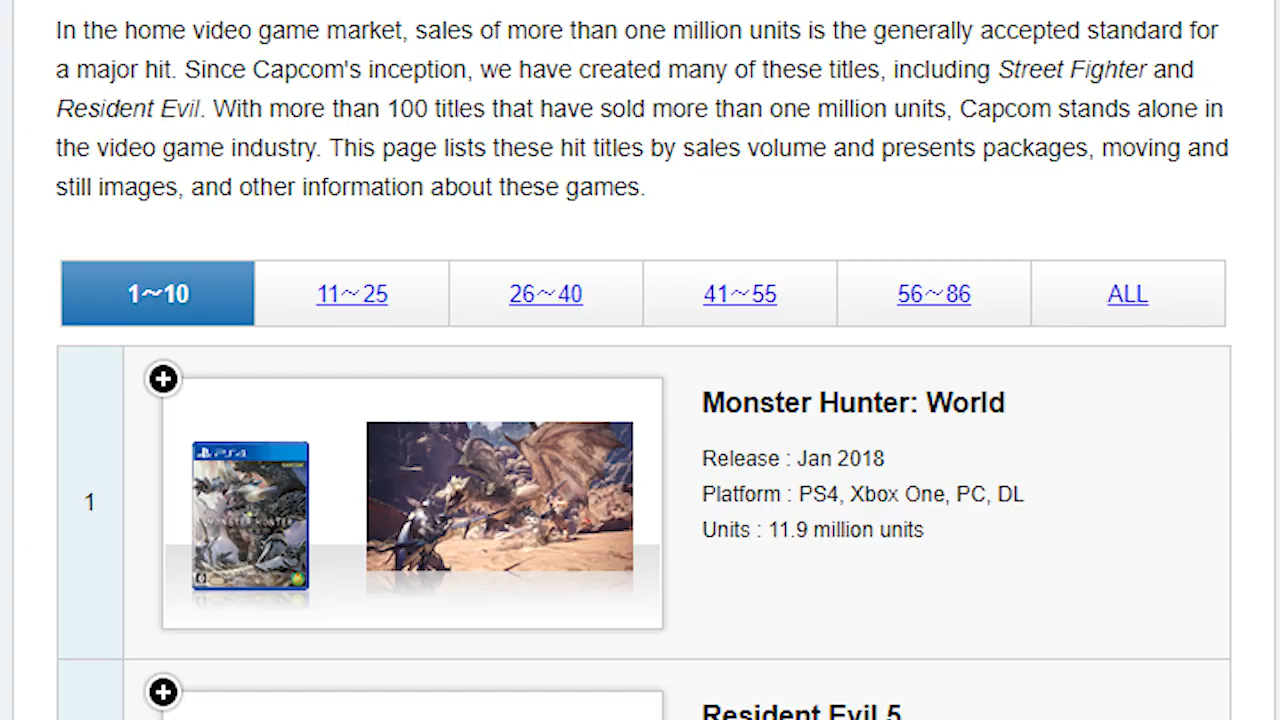 In the home video game market, sales of more than one million units is the generally accepted standard for
a major hit. Since Capcom's inception, we have created many of these titles, including Street Fighter and
Resident Evil. With more than 100 titles that have sold more than one million units, Capcom stands alone in
the video game industry. This page lists these hit titles by sales volume and presents packages, moving and
still images, and other information about these games.
1～10 11～25 26～40 41～55 56～86 ALL
1
PS4
Monster Hunter: World
Release : Jan 2018
Platform : PS4, Xbox One, PC, DL
Units : 11.9 million units
Resident Evil 5